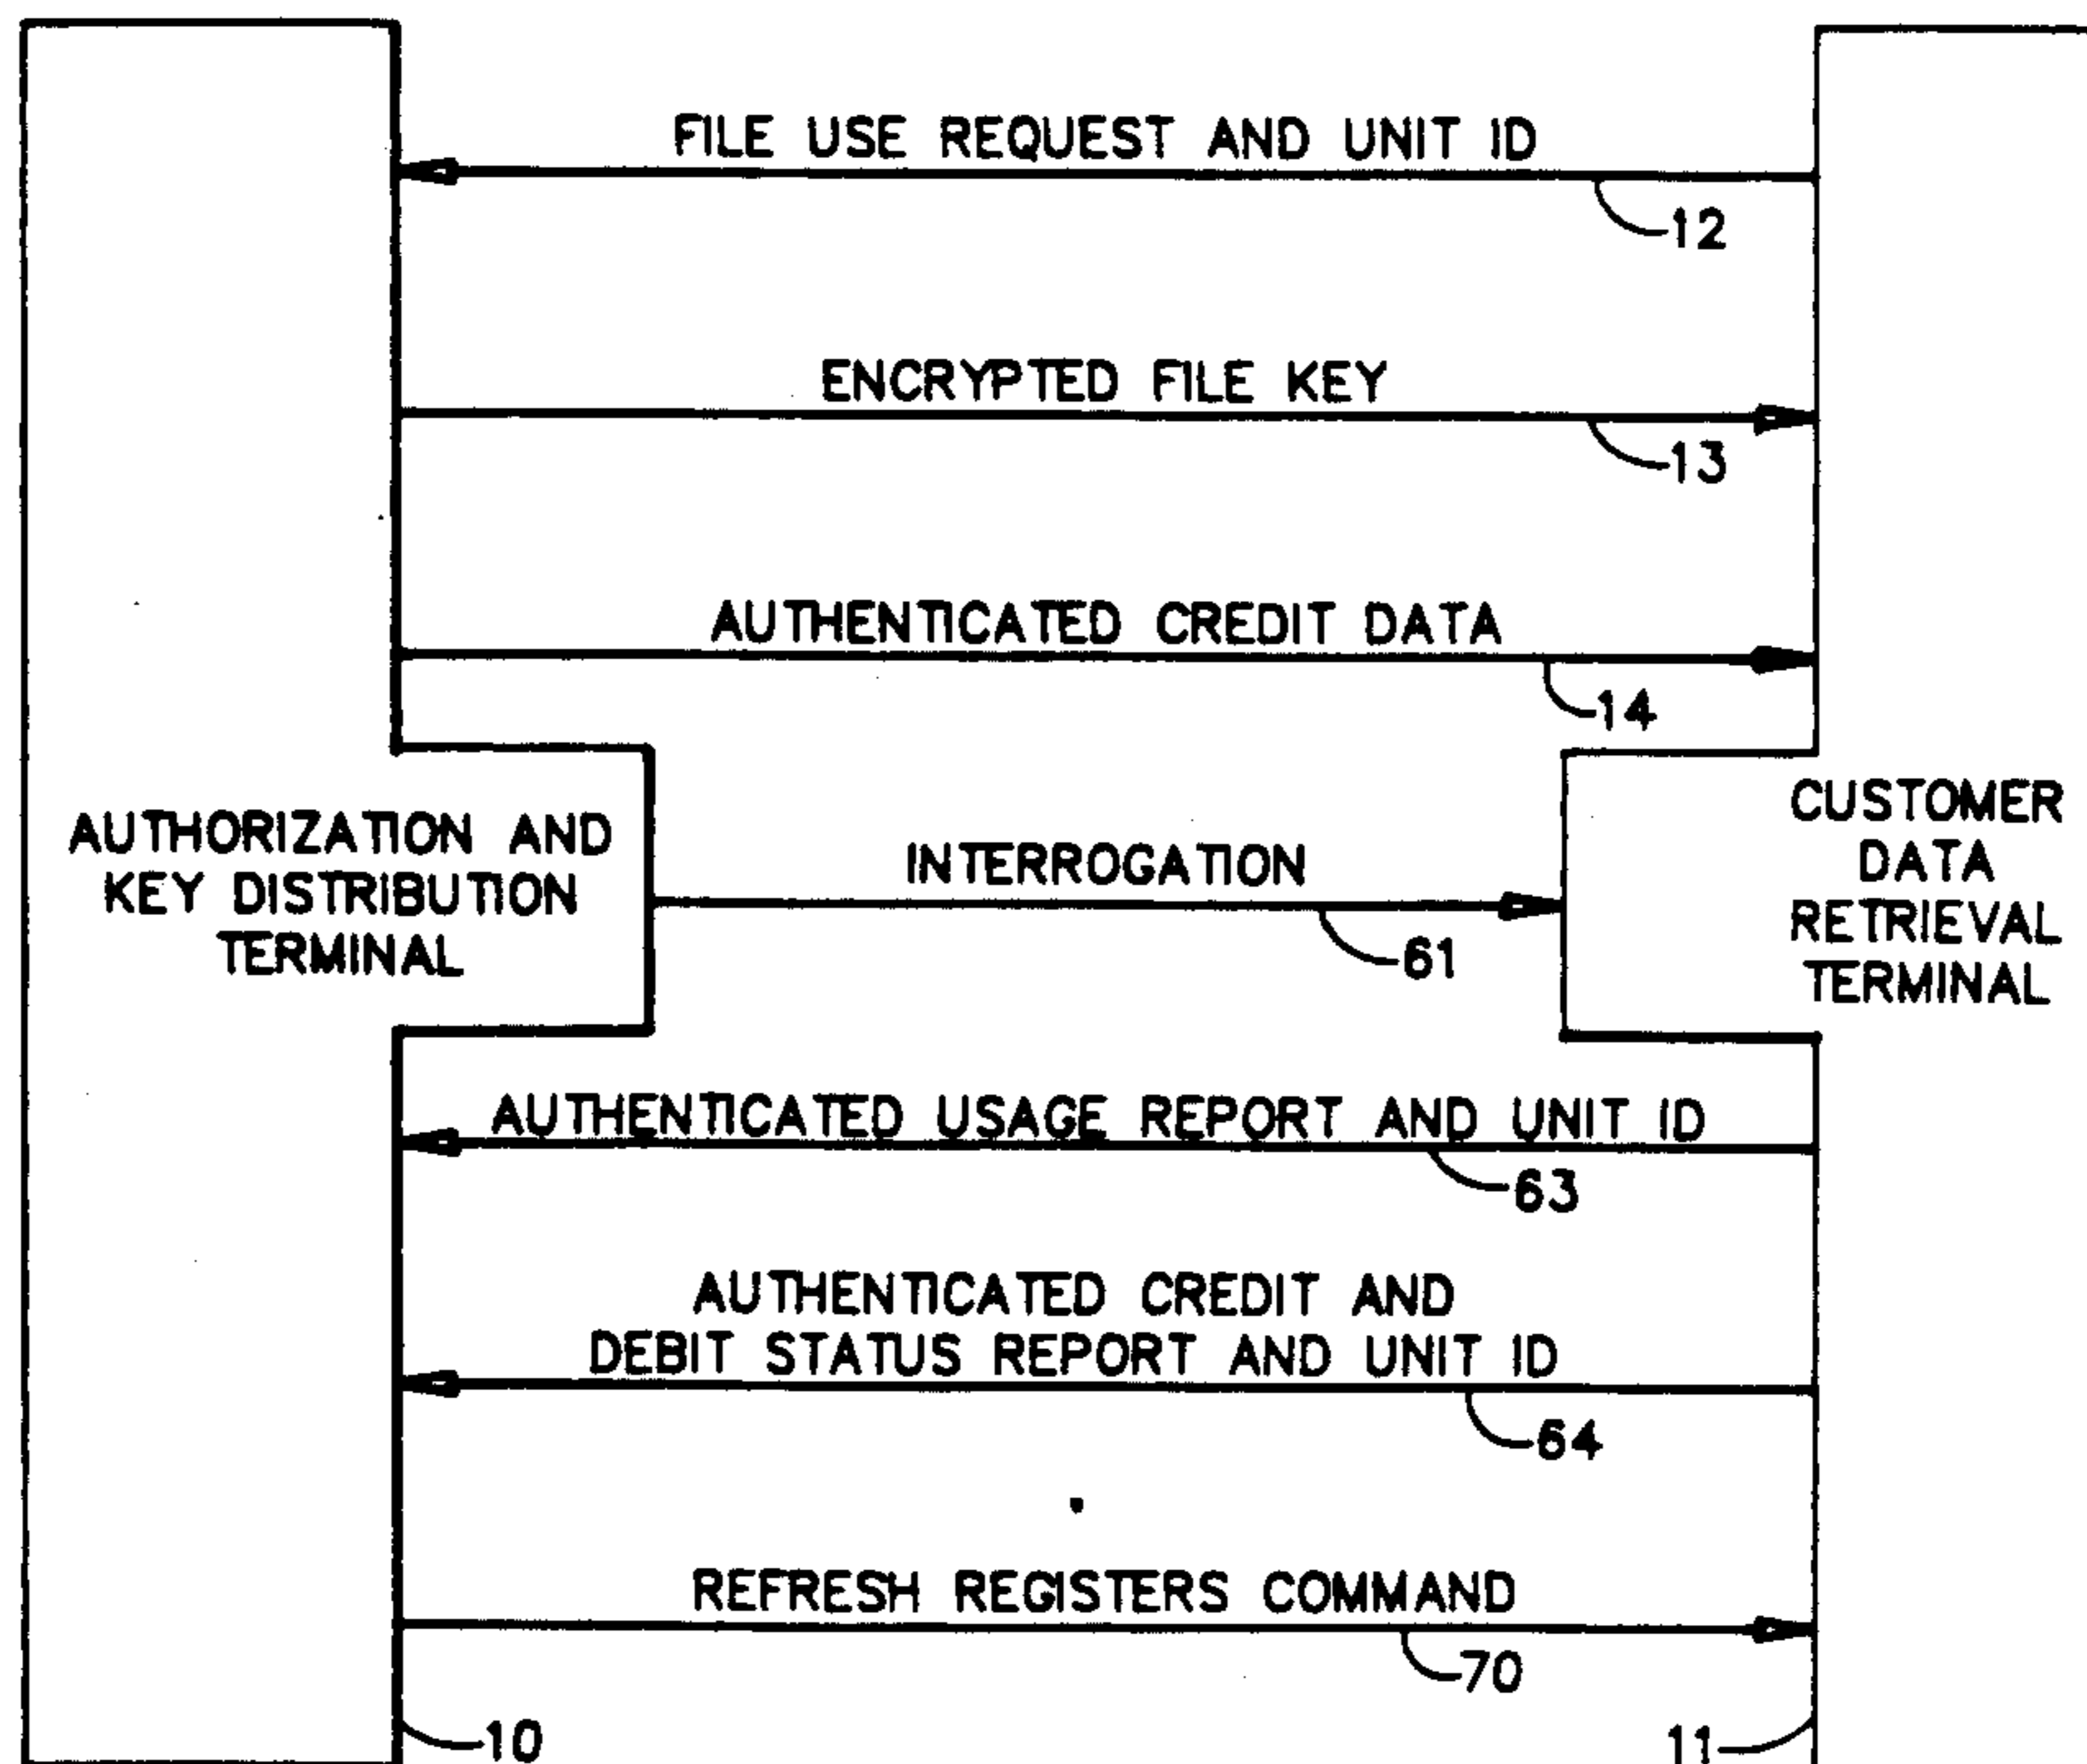 FILE USE REQUEST AND UNIT ID
12
ENCRYPTED FILE KEY
13
AUTHENTICATED CREDIT DATA
14
AUTHORIZATION AND
KEY DISTRIBUTION
TERMINAL
INTERROGATION
61
CUSTOMER
DATA
RETRIEVAL
TERMINAL
AUTHENTICATED USAGE REPORT AND UNIT ID
63
AUTHENTICATED CREDIT AND
DEBIT STATUS REPORT AND UNIT ID
64
REFRESH REGISTERS COMMAND
70
10
11